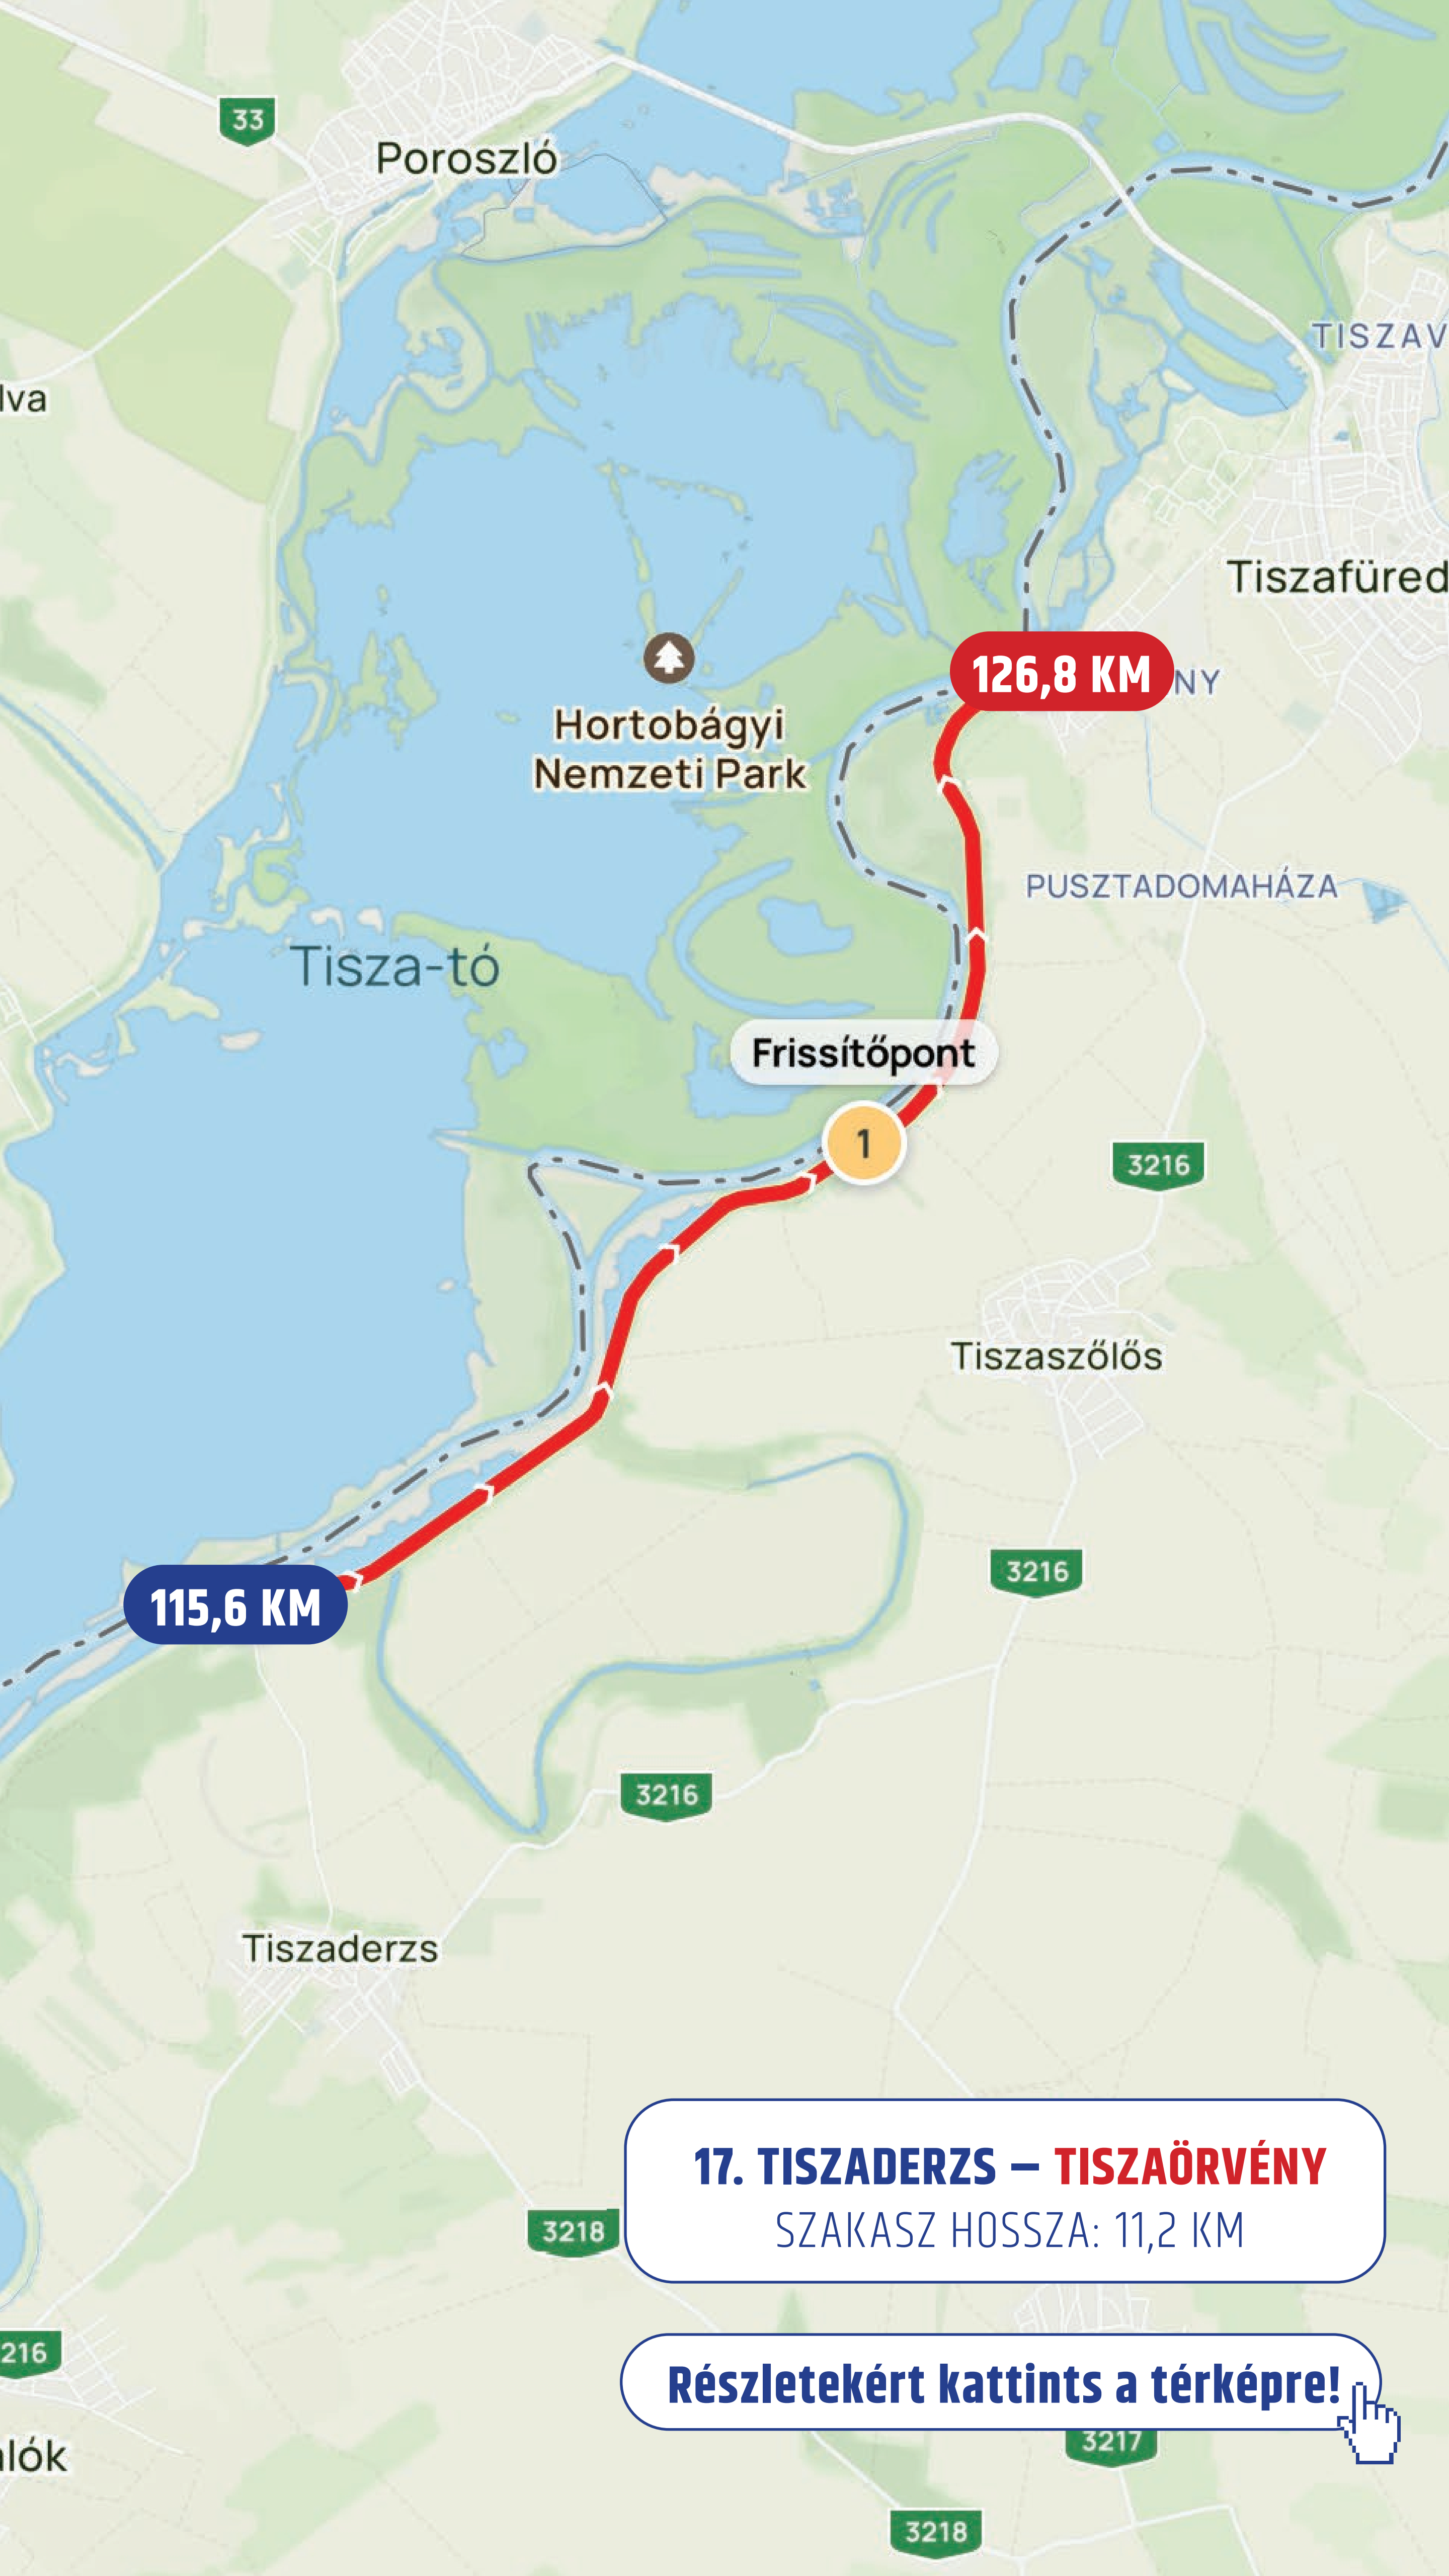 33
Poroszló
TISZAV
lva
Tiszafüred
126,8 KM
NY
Hortobágyi
Nemzeti Park
PUSZTADOMAHÁZA
Tisza-tó
Frissítőpont
1
3216
Tiszaszőlős
3216
115,6 KM
3216
Tiszaderzs
17. TISZADERZS – TISZAÖRVÉNY
SZAKASZ HOSSZA: 11,2 KM
3218
216
Részletekért kattints a térképre!
3217
lók
3218